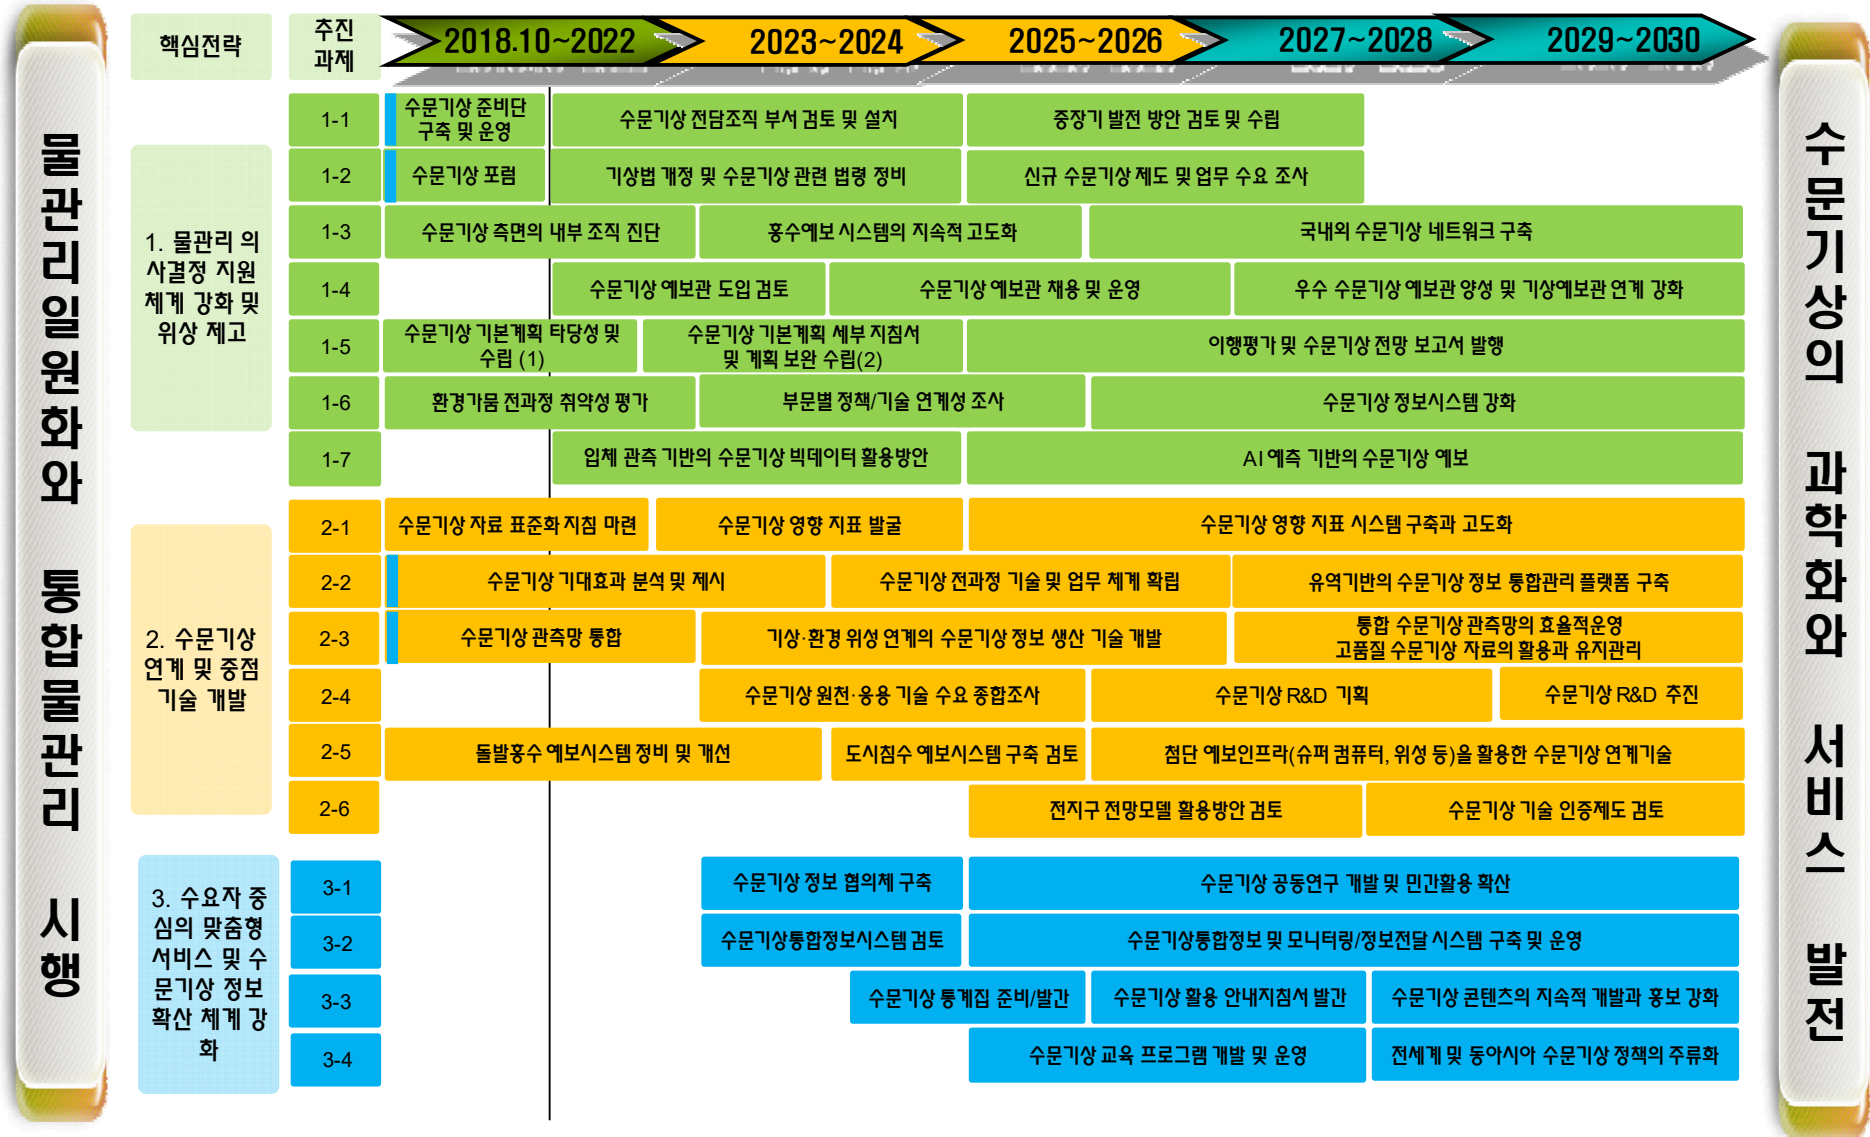 물관리일원화와 통합물관리 시행
핵심전략
추진
과제
2018.10~2022
2023~2024
2025~2026
2027~2028
2029~2030
1. 물관리 의
사결정 지원
체계 강화 및
위상 제고
1-1
수문기상 준비단
구축 및 운영
수문기상 전담조직 부서 검토 및 설치
중장기 발전 방안 검토 및 수립
1-2
수문기상 포럼
기상법 개정 및 수문기상 관련 법령 정비
신규 수문기상 제도 및 업무 수요 조사
1-3
수문기상 측면의 내부 조직 진단
홍수예보 시스템의 지속적 고도화
국내외 수문기상 네트워크 구축
1-4
수문기상 예보관 도입 검토
수문기상 예보관 채용 및 운영
우수 수문기상 예보관 양성 및 기상예보관 연계 강화
1-5
수문기상 기본계획 타당성 및
수립 (1)
수문기상 기본계획 세부 지침서
및 계획 보완 수립(2)
이행평가 및 수문기상 전망 보고서 발행
1-6
환경가뭄 전과정 취약성 평가
부문별 정책/기술 연계성 조사
수문기상 정보시스템 강화
1-7
입체 관측 기반의 수문기상 빅데이터 활용방안
AI 예측 기반의 수문기상 예보
2. 수문기상
연계 및 중점
기술 개발
2-1
수문기상 자료 표준화 지침 마련
수문기상 영향 지표 발굴
수문기상 영향 지표 시스템 구축과 고도화
2-2
수문기상 기대효과 분석 및 제시
수문기상 전과정 기술 및 업무 체계 확립
유역기반의 수문기상 정보 통합관리 플랫폼 구축
2-3
수문기상 관측망 통합
기상·환경 위성 연계의 수문기상 정보 생산 기술 개발
통합 수문기상 관측망의 효율적운영
고품질 수문기상 자료의 활용과 유지관리
2-4
수문기상 원천·응용 기술 수요 종합조사
수문기상 R&D 기획
수문기상 R&D 추진
2-5
돌발홍수 예보시스템 정비 및 개선
도시침수 예보시스템 구축 검토
첨단 예보인프라(슈퍼 컴퓨터, 위성 등)을 활용한 수문기상 연계기술
2-6
전지구 전망모델 활용방안 검토
수문기상 기술 인증제도 검토
3. 수요자 중
심의 맞춤형
서비스 및 수
문기상 정보
확산 체계 강
화
3-1
수문기상 정보 협의체 구축
수문기상 공동연구 개발 및 민간활용 확산
3-2
수문기상통합정보시스템 검토
수문기상통합정보 및 모니터링/정보전달 시스템 구축 및 운영
3-3
수문기상 통계집 준비/발간
수문기상 활용 안내지침서 발간
수문기상 콘텐츠의 지속적 개발과 홍보 강화
3-4
수문기상 교육 프로그램 개발 및 운영
전세계 및 동아시아 수문기상 정책의 주류화
수문기상의 과학화와 서비스 발전